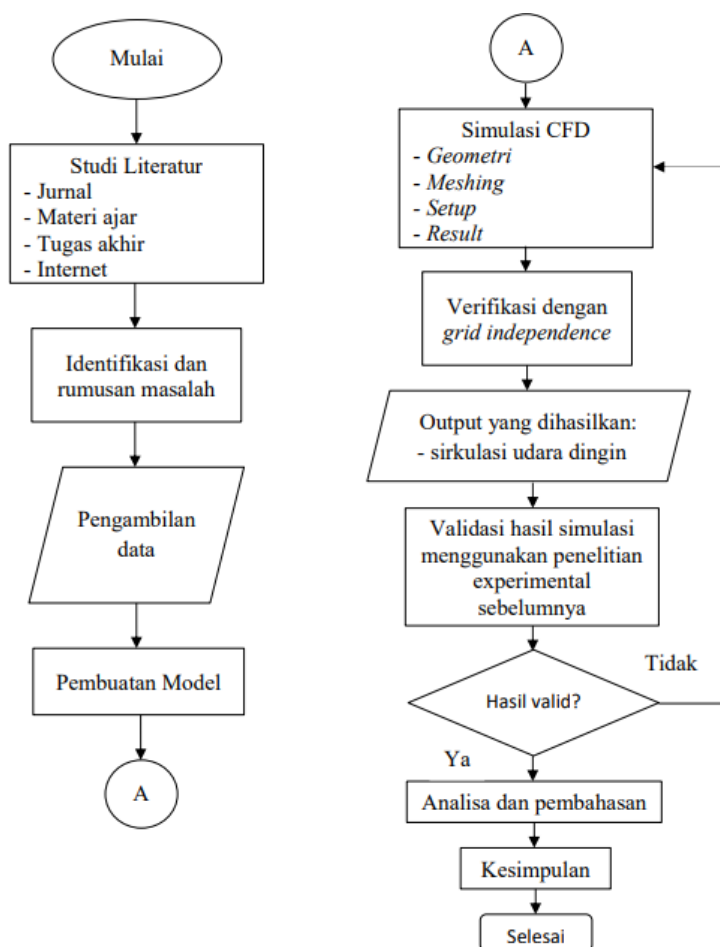 Mulai
Studi Literatur
- Jurnal
- Materi ajar
- Tugas akhir
- Internet
Identifikasi dan
rumusan masalah
Pengambilan
data
Pembuatan Model
A
A
Simulasi CFD
- Geometri
- Meshing
- Setup
- Result
Verifikasi dengan
grid independence
Output yang dihasilkan:
- sirkulasi udara dingin
Validasi hasil simulasi
menggunakan penelitian
experimental
sebelumnya
Hasil valid?
Tidak
Ya
Analisa dan pembahasan
Kesimpulan
Selesai